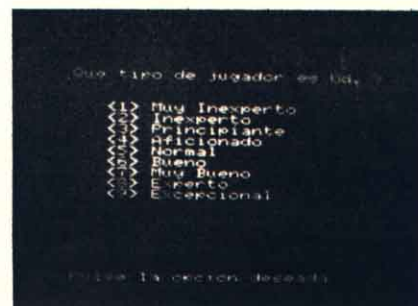 Que tipo de jugador es Ud. ?
<1> Muy Inexperto
<2> Inexperto
<3> Principiante
<4> Aficionado
<5> Normal
<6> Bueno
<7> Muy Bueno
<8> Experto
<9> Excepcional
Pulse la opcion deseada